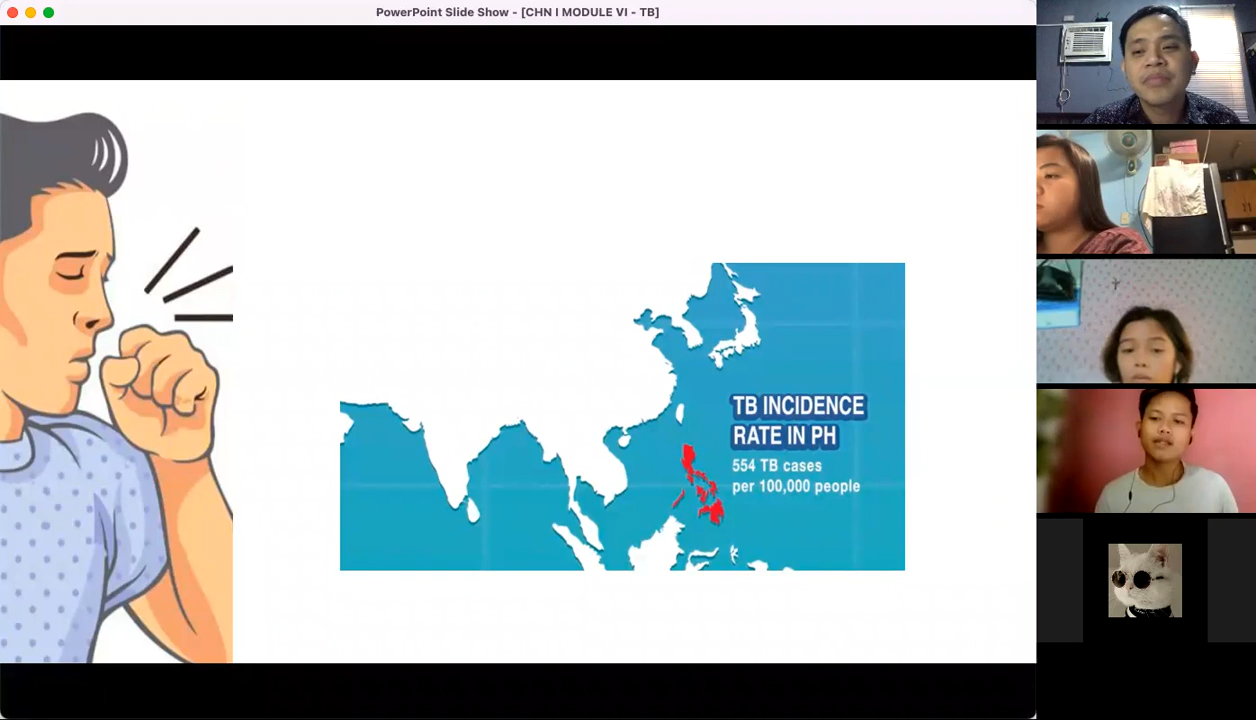 PowerPoint Slide Show - [CHN I MODULE VI - TB]
TB INCIDENCE
RATE IN PH
554 TB cases
per 100,000 people